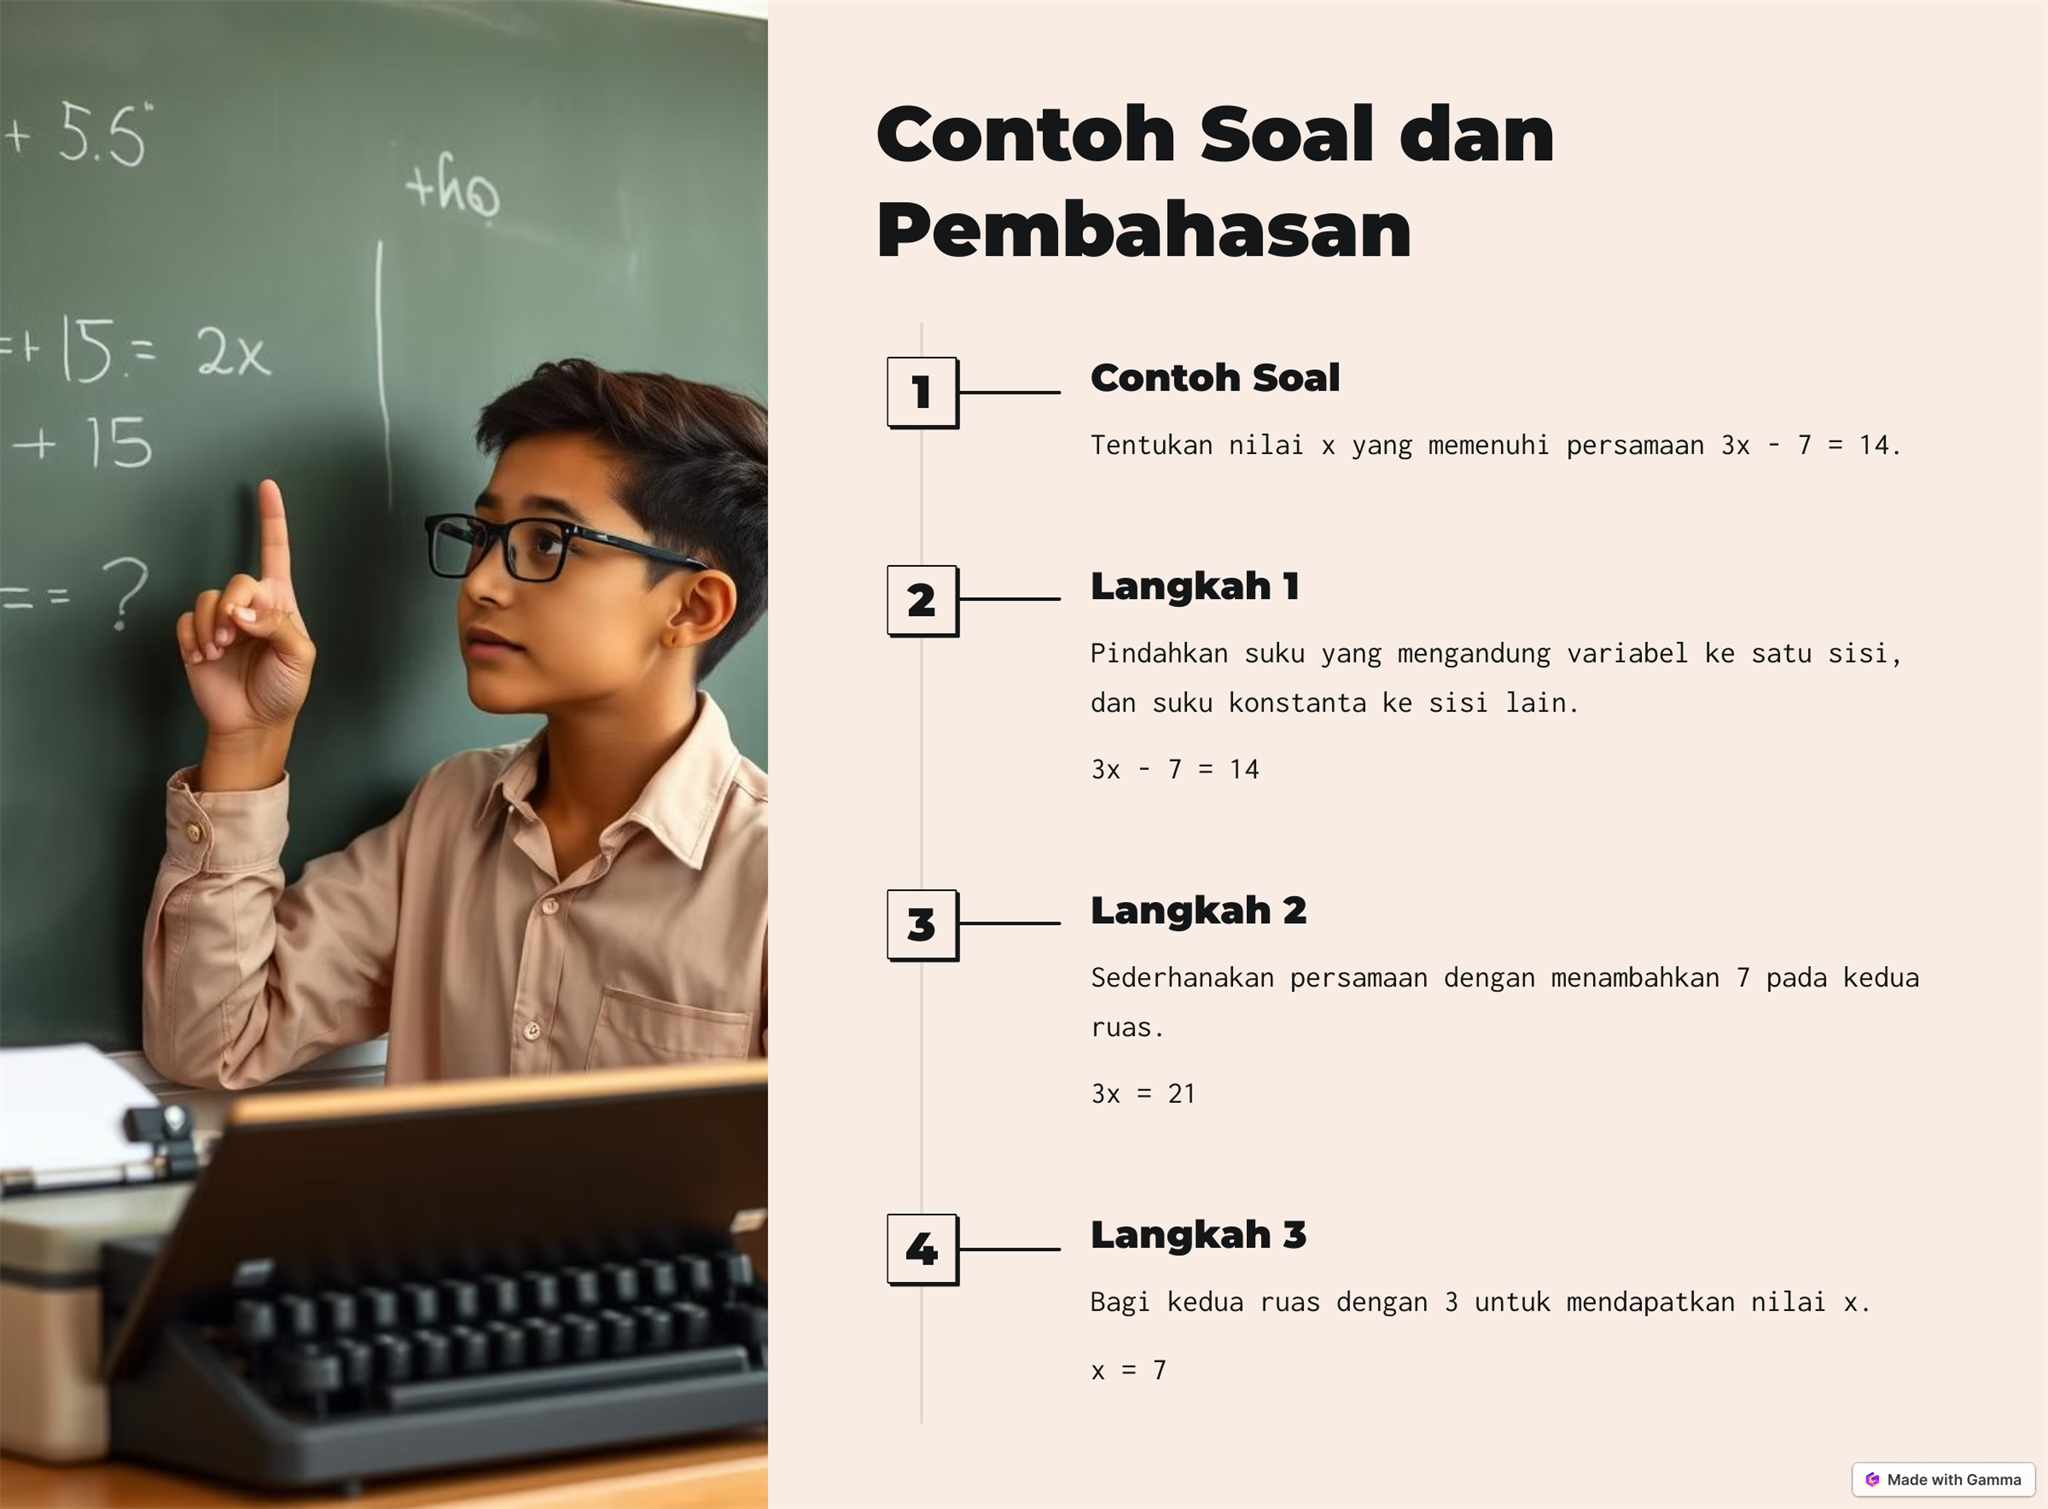 + 5.6"
+hQ
=+ 15.= 2x
+ 15
== ?
Contoh Soal dan
Pembahasan
1
Contoh Soal
Tentukan nilai x yang memenuhi persamaan 3x - 7 = 14.
2
Langkah 1
Pindahkan suku yang mengandung variabel ke satu sisi,
dan suku konstanta ke sisi lain.
3x - 7 = 14
3
Langkah 2
Sederhanakan persamaan dengan menambahkan 7 pada kedua
ruas.
3x = 21
4
Langkah 3
Bagi kedua ruas dengan 3 untuk mendapatkan nilai x.
x = 7
Made with Gamma